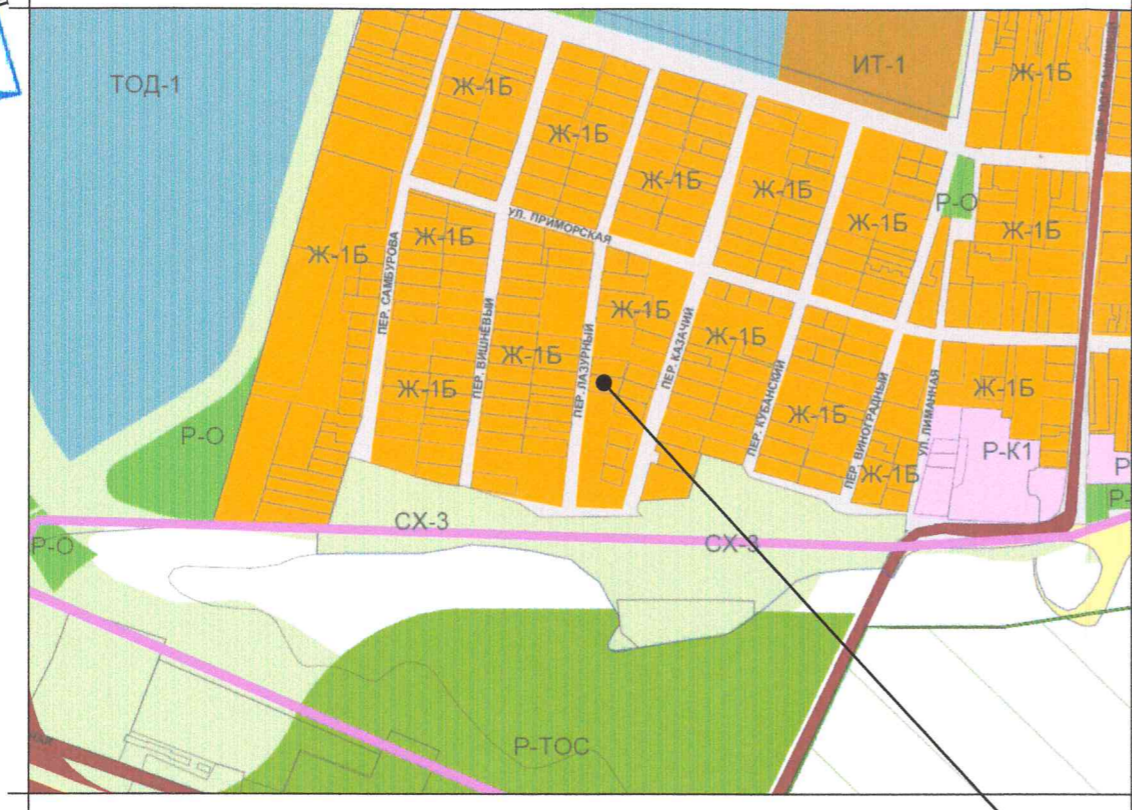 ТОД-1
ИТ-1
Ж-1Б
Ж-1Б
Ж-1Б
Ж-1Б
Ж-1Б
Ж-1Б
Р-О
УЛ. ПРИМОРСКАЯ
Ж-1Б
Ж-1Б
Ж-1Б
ПЕР. САМБУРОВА
Ж-1Б
ПЕР. ВИШНЁВЫЙ
Ж-1Б
ПЕР. ЛАЗУРНЫЙ
ПЕР. КАЗАЧИЙ
Ж-1Б
Ж-1Б
Ж-1Б
ПЕР. КУБАНСКИЙ
Ж-1Б
ПЕР. ВИНОГРАДНЫЙ
УЛ. ЛИМАННАЯ
Ж-1Б
Р-О
Р-К1
Р
Ж-1Б
Р-
СХ-3
СХ-3
Р-О
Р-ТОС